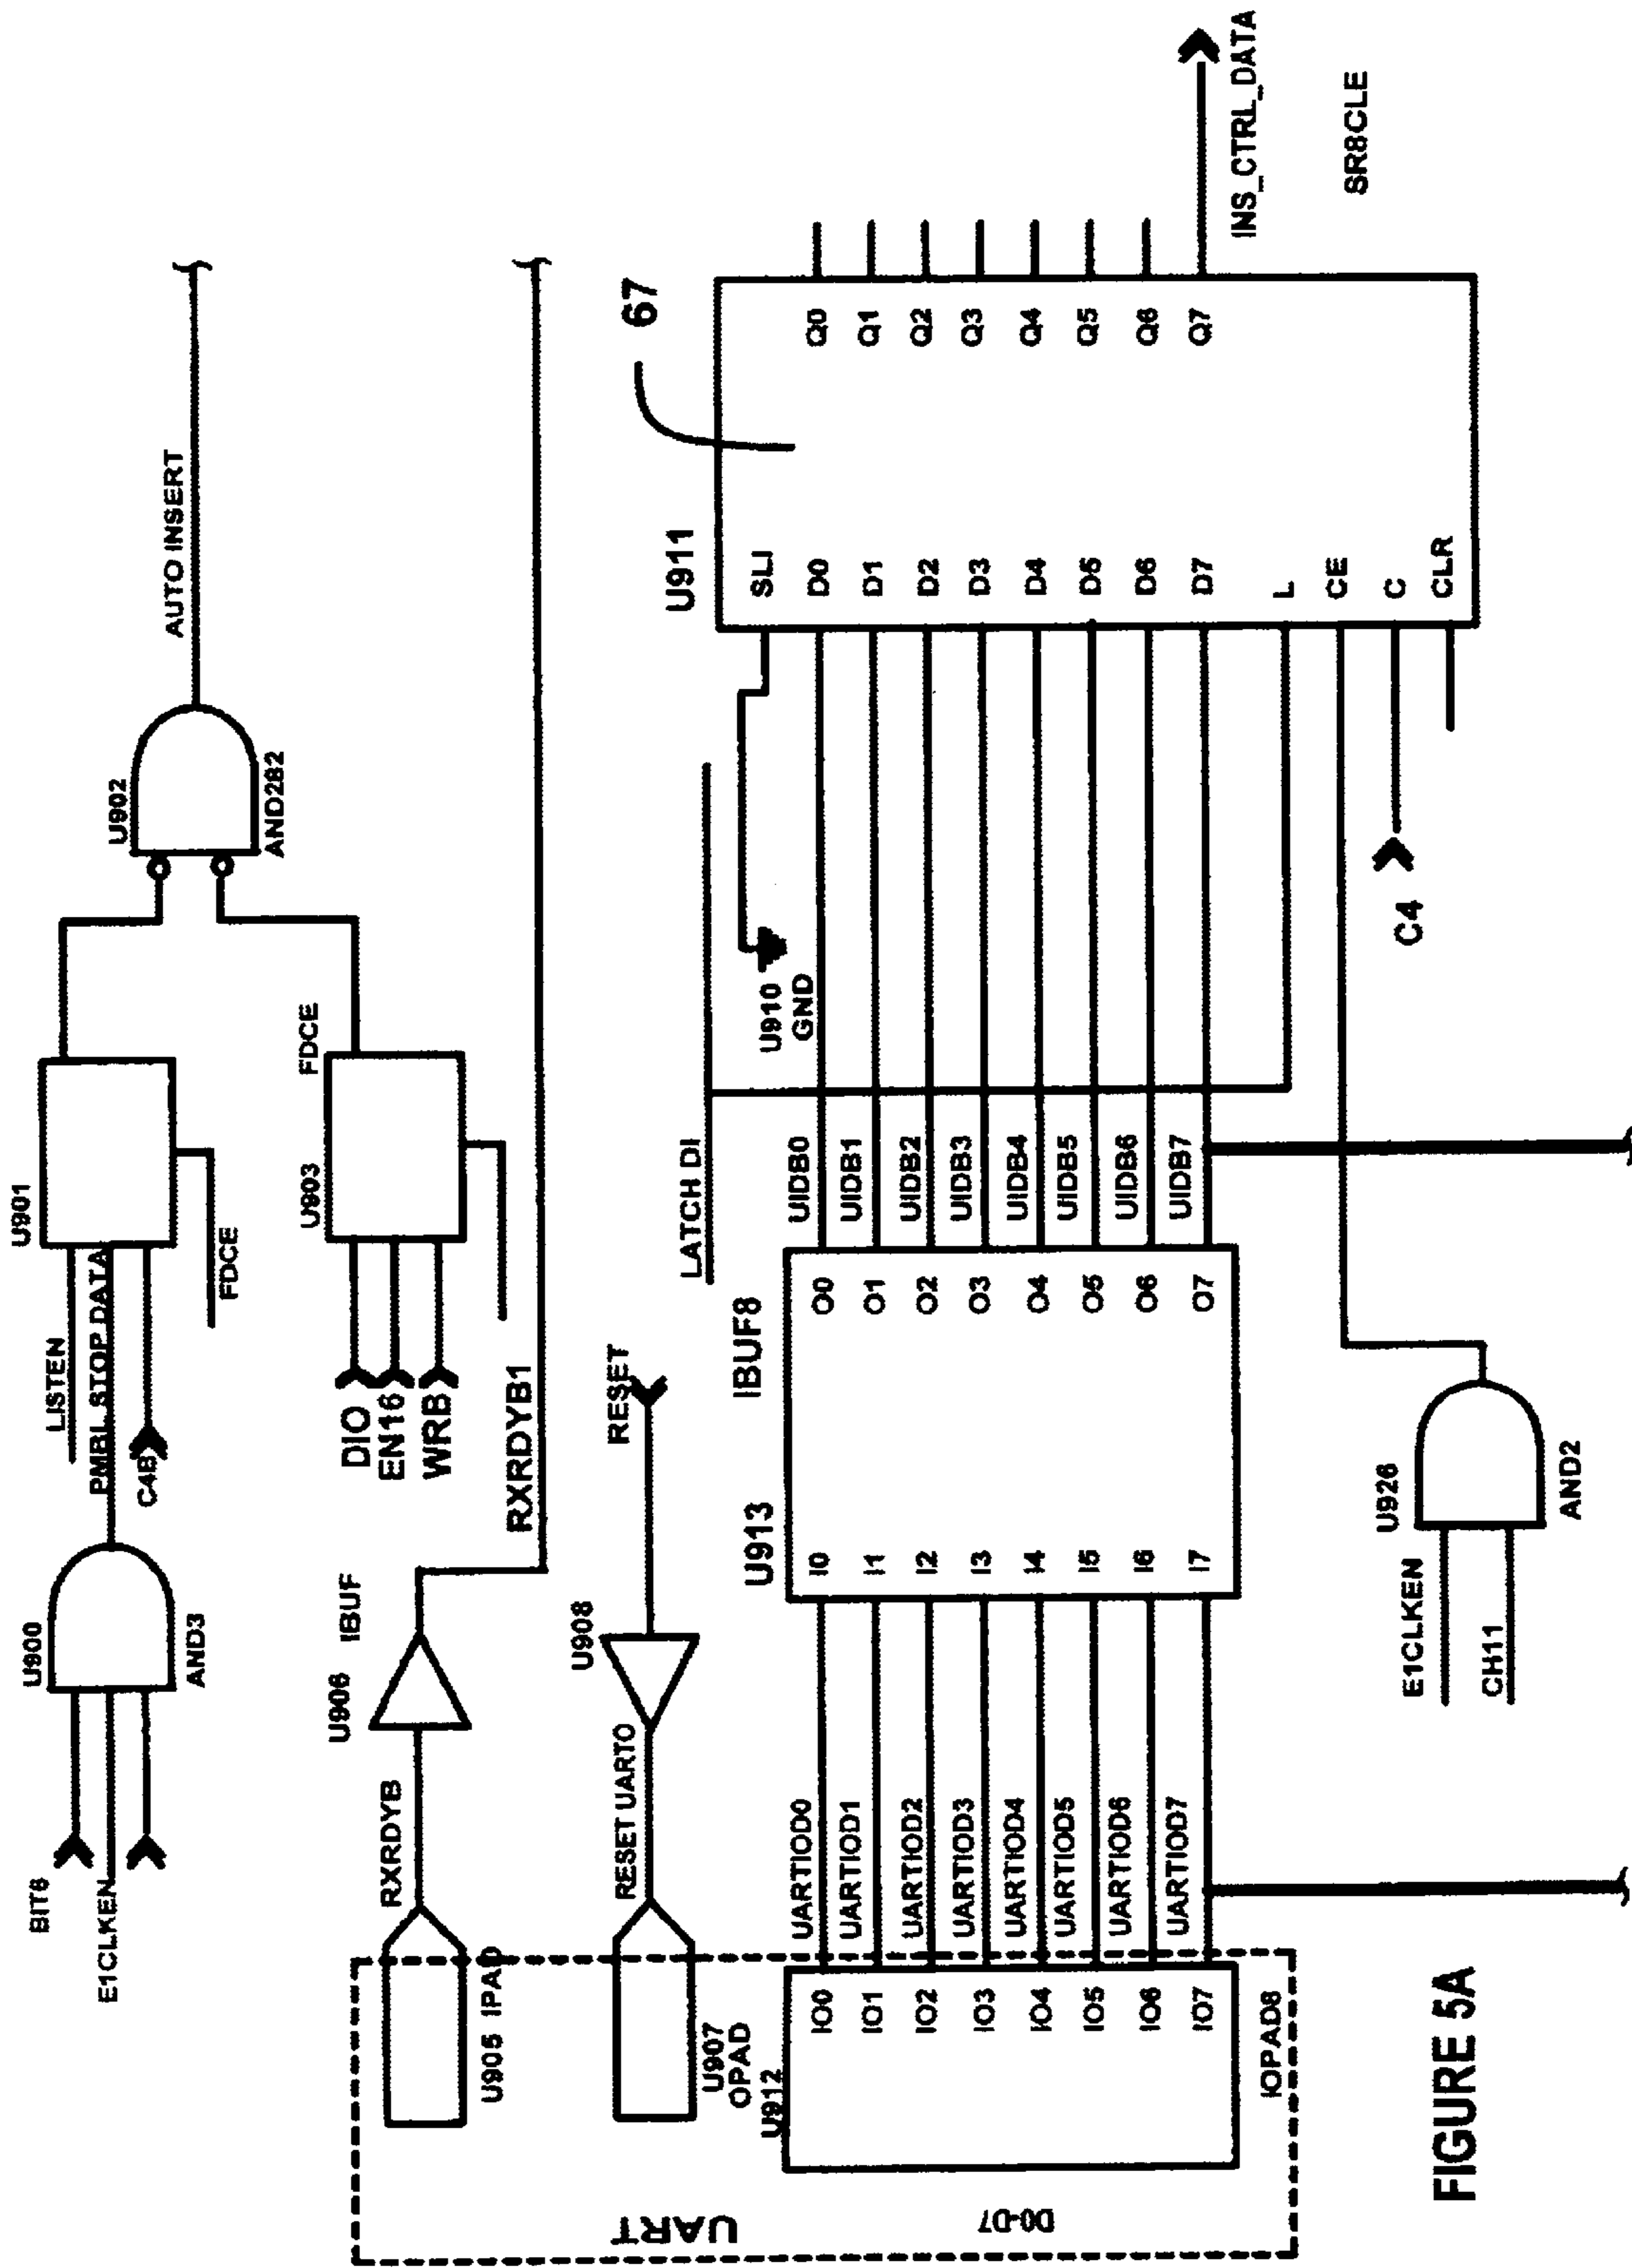 BIT6
E1CLKEN
U900
AND3
LISTEN
PMBL STOP DATA
C4B
U901
FDCE
U902
AND2B2
AUTO INSERT
DIO
EN16
WRB
U903
FDCE
U905 IPAD
RXRDYB
U906
IBUF
RXRDYB1
U907
OPAD
RESET UARTO
U908
RESET
UART
D0-D7
U912
IO0
IO1
IO2
IO3
IO4
IO5
IO6
IO7
IOPAD8
UARTIOD0
UARTIOD1
UARTIOD2
UARTIOD3
UARTIOD4
UARTIOD5
UARTIOD6
UARTIOD7
U913
IBUF8
I0
I1
I2
I3
I4
I5
I6
I7
O0
O1
O2
O3
O4
O5
O6
O7
LATCH DI
UIDB0
UIDB1
UIDB2
UIDB3
UIDB4
UIDB5
UIDB6
UIDB7
U910
GND
U911
67
SLI
D0
D1
D2
D3
D4
D5
D6
D7
L
CE
C
CLR
Q0
Q1
Q2
Q3
Q4
Q5
Q6
Q7
INS_CTRL_DATA
SR8CLE
E1CLKEN
CH11
U926
AND2
C4
FIGURE 5A